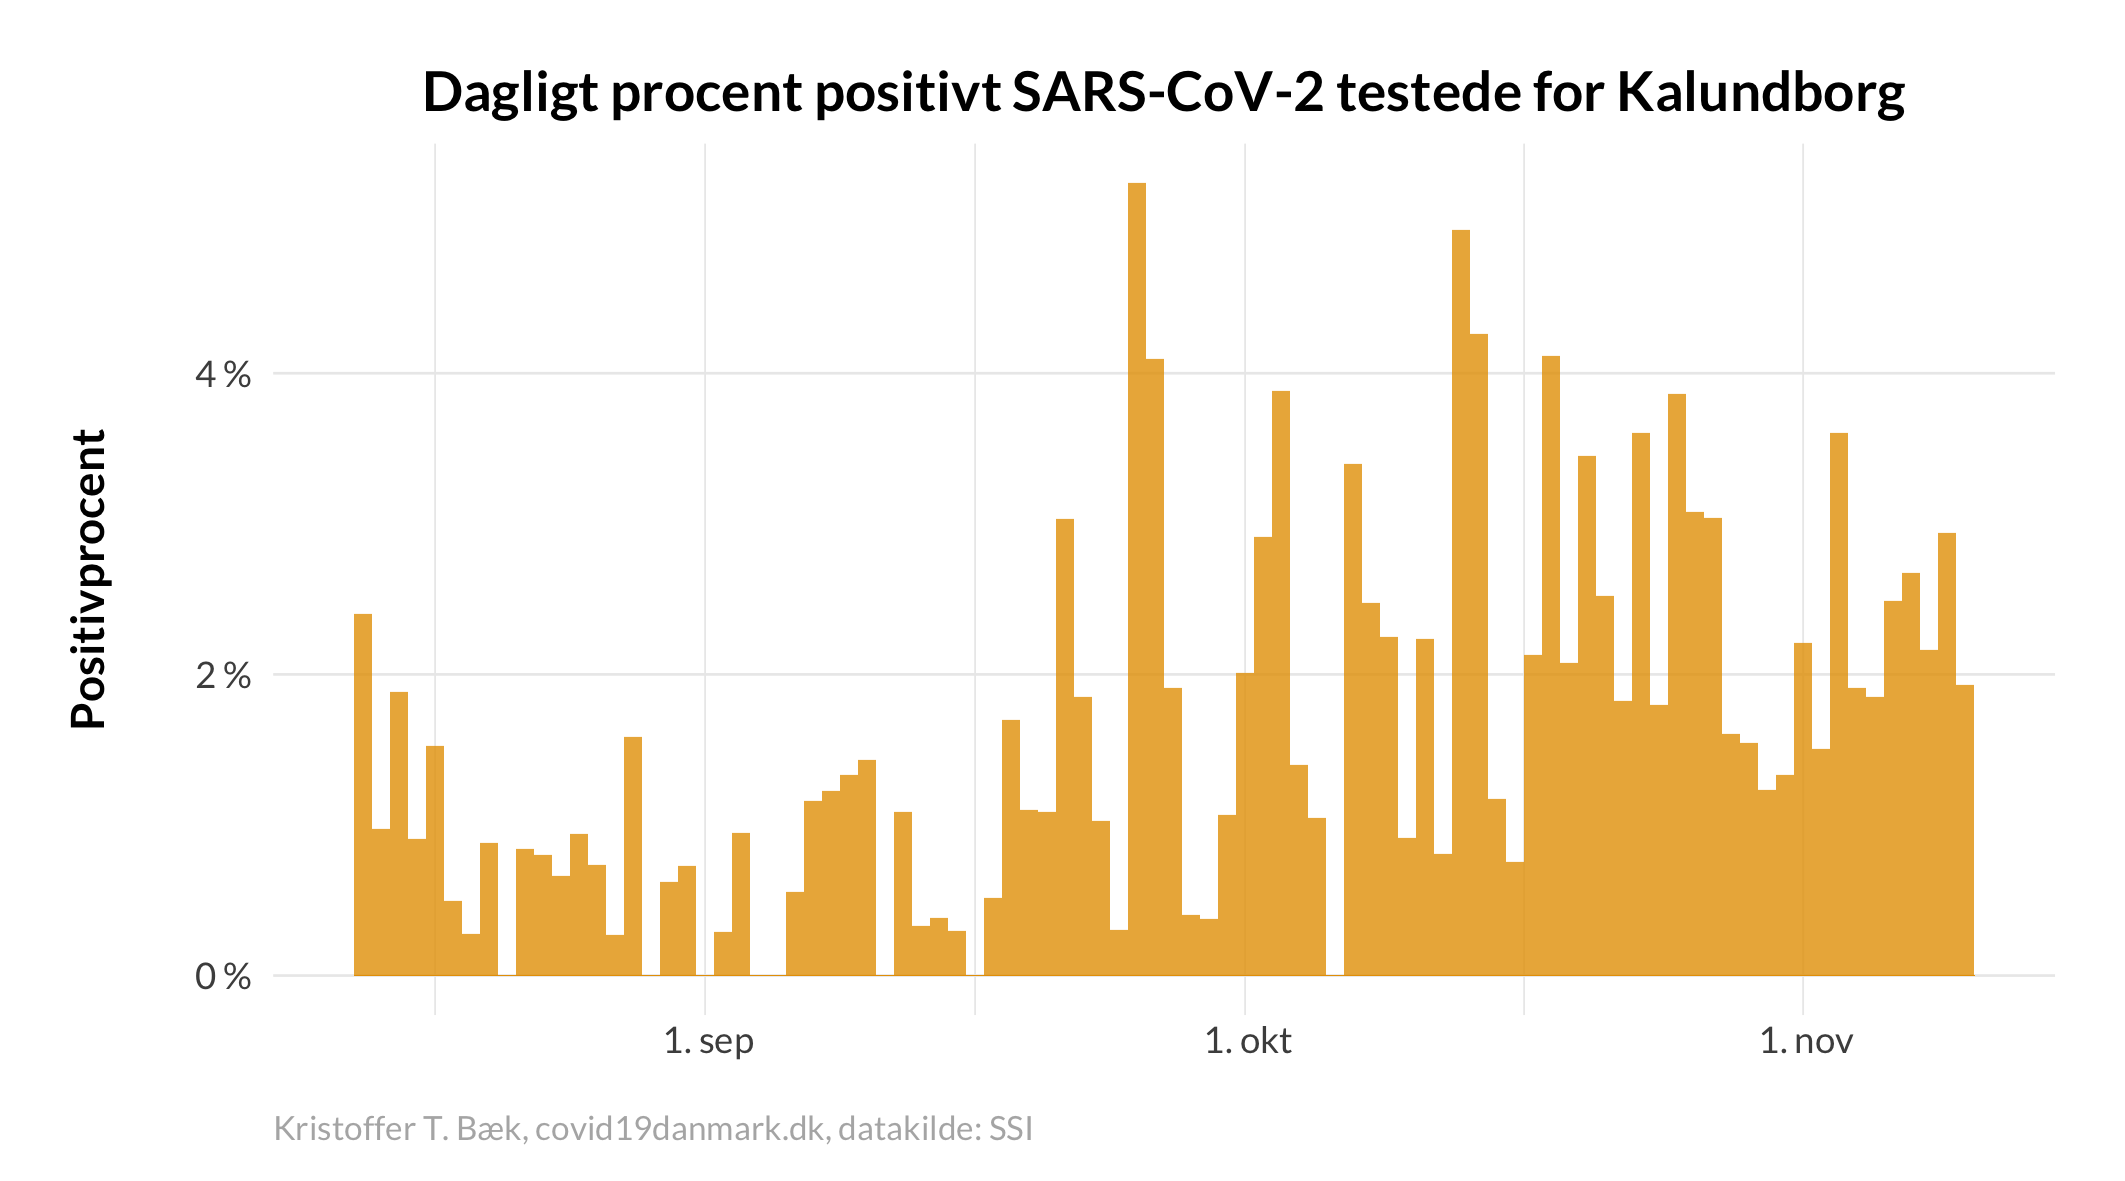 Dagligt procent positivt SARS-CoV-2 testede for Kalundborg
Positivprocent
4 %
2 %
0 %
1. sep
1. okt
1. nov
Kristoffer T. Bæk, covid19danmark.dk, datakilde: SSI